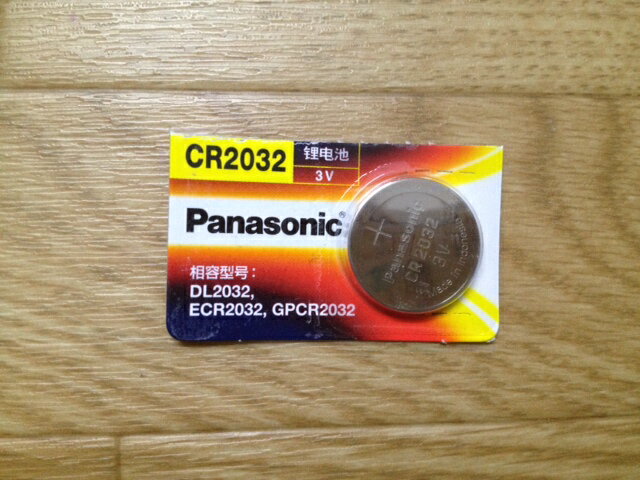 CR2032
锂电池
3V
Panasonic®
相容型号:
DL2032,
ECR2032, GPCR2032
+
Panasonic
CR2032
3V
Made in Indonesia